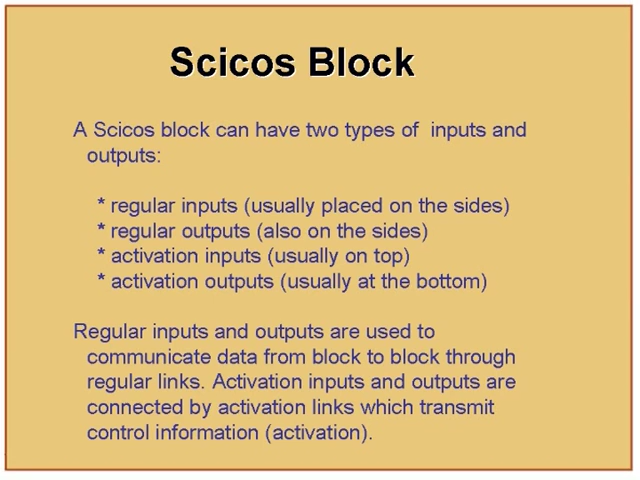 Scicos Block
A Scicos block can have two types of  inputs and
outputs:
* regular inputs (usually placed on the sides)
* regular outputs (also on the sides)
* activation inputs (usually on top)
* activation outputs (usually at the bottom)
Regular inputs and outputs are used to
communicate data from block to block through
regular links. Activation inputs and outputs are
connected by activation links which transmit
control information (activation).